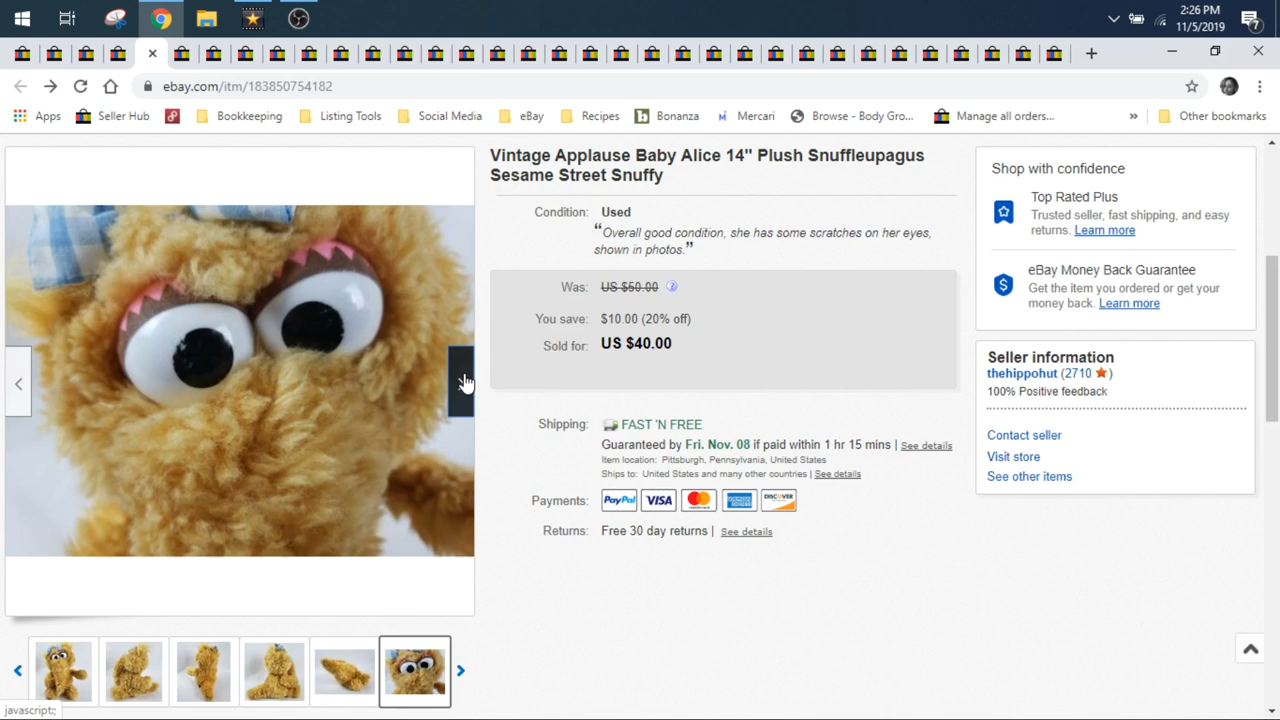 2:26 PM
11/5/2019
7
ebay.com/itm/183850754182
Apps
Seller Hub
Bookkeeping
Listing Tools
Social Media
eBay
Recipes
Bonanza
Mercari
Browse - Body Gro...
Manage all orders...
»
Other bookmarks
Vintage Applause Baby Alice 14" Plush Snuffleupagus
Sesame Street Snuffy
Condition: Used
“Overall good condition, she has some scratches on her eyes,
shown in photos.”
Was: US $50.00
You save: $10.00 (20% off)
Sold for: US $40.00
Shipping: FAST 'N FREE
Guaranteed by Fri. Nov. 08 if paid within 1 hr 15 mins | See details
Item location: Pittsburgh, Pennsylvania, United States
Ships to: United States and many other countries | See details
Payments: PayPal VISA MasterCard AMERICAN EXPRESS DISCOVER
Returns: Free 30 day returns | See details
Shop with confidence
Top Rated Plus
Trusted seller, fast shipping, and easy
returns. Learn more
eBay Money Back Guarantee
Get the item you ordered or get your
money back. Learn more
Seller information
thehippohut (2710 ★)
100% Positive feedback
Contact seller
Visit store
See other items
javascript:;